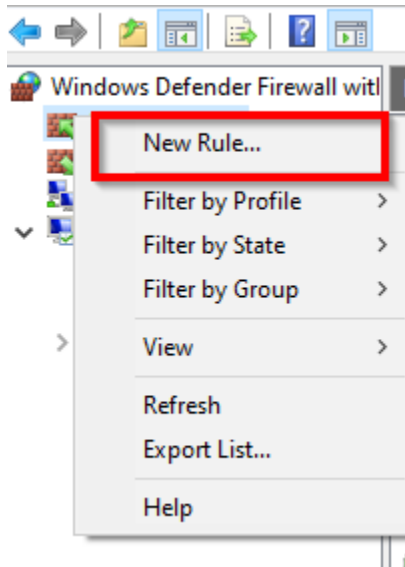 Windows Defender Firewall witl
New Rule...
Filter by Profile
Filter by State
Filter by Group
View
Refresh
Export List...
Help